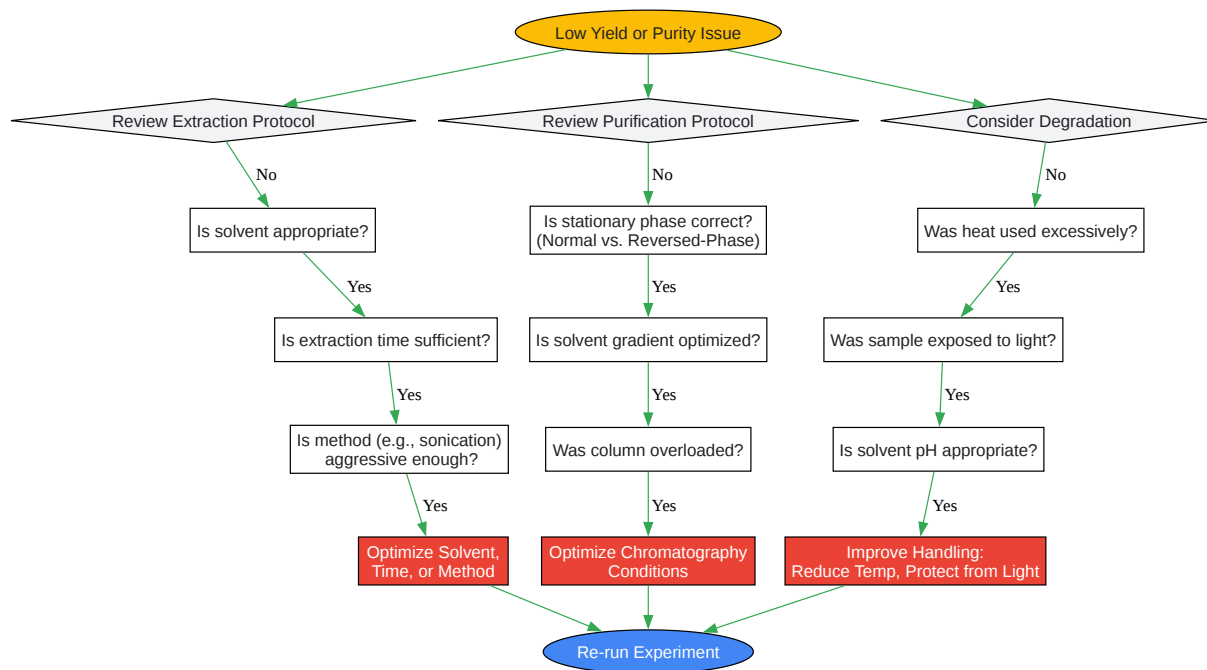 Low Yield or Purity Issue
Review Extraction Protocol
Review Purification Protocol
Consider Degradation
No
No
No
Is solvent appropriate?
Is stationary phase correct?
(Normal vs. Reversed-Phase)
Was heat used excessively?
Yes
Yes
Yes
Is extraction time sufficient?
Is solvent gradient optimized?
Was sample exposed to light?
Yes
Yes
Yes
Is method (e.g., sonication)
aggressive enough?
Was column overloaded?
Is solvent pH appropriate?
Yes
Yes
Yes
Optimize Solvent,
Time, or Method
Optimize Chromatography
Conditions
Improve Handling:
Reduce Temp, Protect from Light
Re-run Experiment